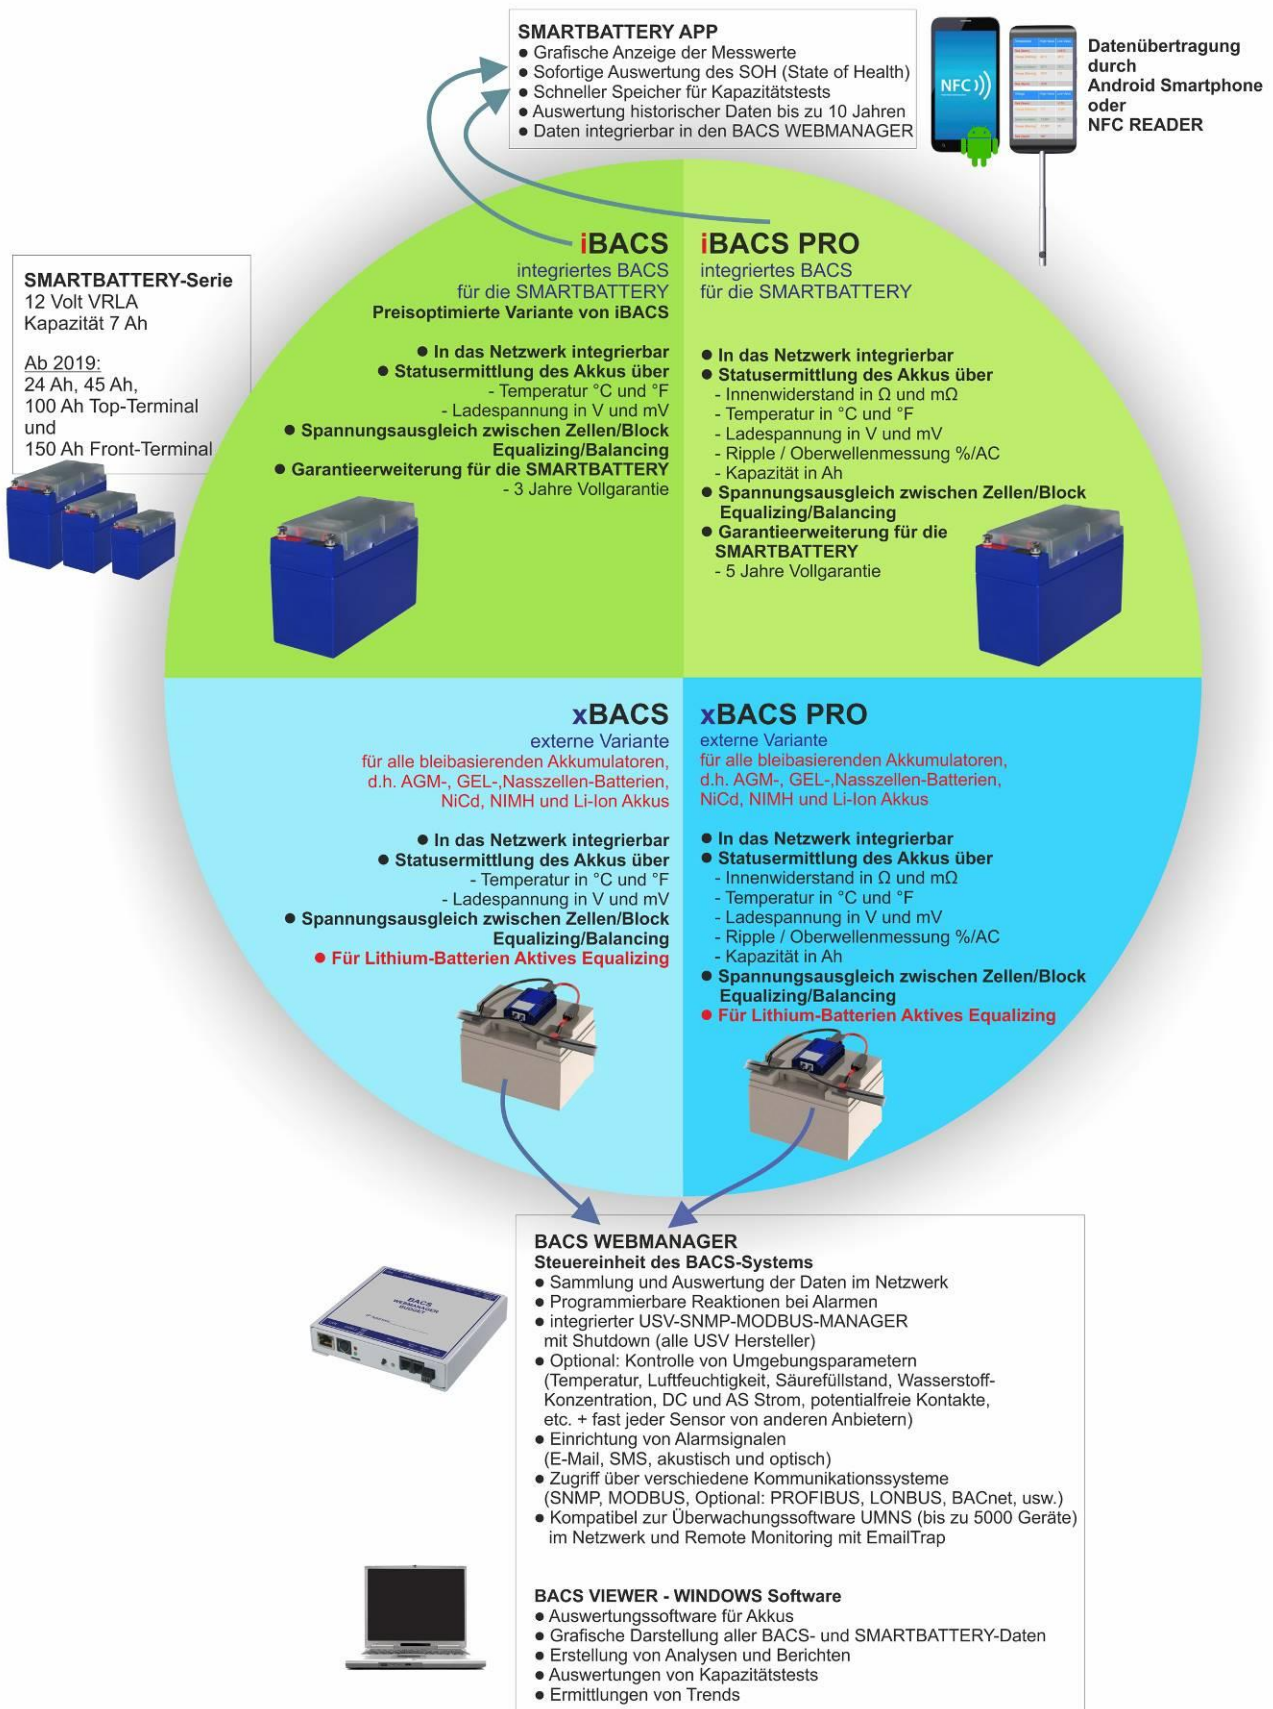 SMARTBATTERY APP
● Grafische Anzeige der Messwerte
● Sofortige Auswertung des SOH (State of Health)
● Schneller Speicher für Kapazitätstests
● Auswertung historischer Daten bis zu 10 Jahren
● Daten integrierbar in den BACS WEBMANAGER
NFC
Datenübertragung
durch
Android Smartphone
oder
NFC READER
SMARTBATTERY-Serie
12 Volt VRLA
Kapazität 7 Ah
Ab 2019:
24 Ah, 45 Ah,
100 Ah Top-Terminal
und
150 Ah Front-Terminal
iBACS
integriertes BACS
für die SMARTBATTERY
Preisoptimierte Variante von iBACS
● In das Netzwerk integrierbar
● Statusermittlung des Akkus über
- Temperatur °C und °F
- Ladespannung in V und mV
● Spannungsausgleich zwischen Zellen/Block
Equalizing/Balancing
● Garantieerweiterung für die SMARTBATTERY
- 3 Jahre Vollgarantie
iBACS PRO
integriertes BACS
für die SMARTBATTERY
● In das Netzwerk integrierbar
● Statusermittlung des Akkus über
- Innenwiderstand in Ω und mΩ
- Temperatur in °C und °F
- Ladespannung in V und mV
- Ripple / Oberwellenmessung %/AC
- Kapazität in Ah
● Spannungsausgleich zwischen Zellen/Block
Equalizing/Balancing
● Garantieerweiterung für die
SMARTBATTERY
- 5 Jahre Vollgarantie
xBACS
externe Variante
für alle bleibasierenden Akkumulatoren,
d.h. AGM-, GEL-,Nasszellen-Batterien,
NiCd, NIMH und Li-Ion Akkus
● In das Netzwerk integrierbar
● Statusermittlung des Akkus über
- Temperatur in °C und °F
- Ladespannung in V und mV
● Spannungsausgleich zwischen Zellen/Block
Equalizing/Balancing
● Für Lithium-Batterien Aktives Equalizing
xBACS PRO
externe Variante
für alle bleibasierenden Akkumulatoren,
d.h. AGM-, GEL-,Nasszellen-Batterien,
NiCd, NIMH und Li-Ion Akkus
● In das Netzwerk integrierbar
● Statusermittlung des Akkus über
- Innenwiderstand in Ω und mΩ
- Temperatur in °C und °F
- Ladespannung in V und mV
- Ripple / Oberwellenmessung %/AC
- Kapazität in Ah
● Spannungsausgleich zwischen Zellen/Block
Equalizing/Balancing
● Für Lithium-Batterien Aktives Equalizing
BACS
WEBMANAGER
BUDGET
BACS WEBMANAGER
Steuereinheit des BACS-Systems
● Sammlung und Auswertung der Daten im Netzwerk
● Programmierbare Reaktionen bei Alarmen
● integrierter USV-SNMP-MODBUS-MANAGER
mit Shutdown (alle USV Hersteller)
● Optional: Kontrolle von Umgebungsparametern
(Temperatur, Luftfeuchtigkeit, Säurefüllstand, Wasserstoff-
Konzentration, DC und AS Strom, potentialfreie Kontakte,
etc. + fast jeder Sensor von anderen Anbietern)
● Einrichtung von Alarmsignalen
(E-Mail, SMS, akustisch und optisch)
● Zugriff über verschiedene Kommunikationssysteme
(SNMP, MODBUS, Optional: PROFIBUS, LONBUS, BACnet, usw.)
● Kompatibel zur Überwachungssoftware UMNS (bis zu 5000 Geräte)
im Netzwerk und Remote Monitoring mit EmailTrap
BACS VIEWER - WINDOWS Software
● Auswertungssoftware für Akkus
● Grafische Darstellung aller BACS- und SMARTBATTERY-Daten
● Erstellung von Analysen und Berichten
● Auswertungen von Kapazitätstests
● Ermittlungen von Trends